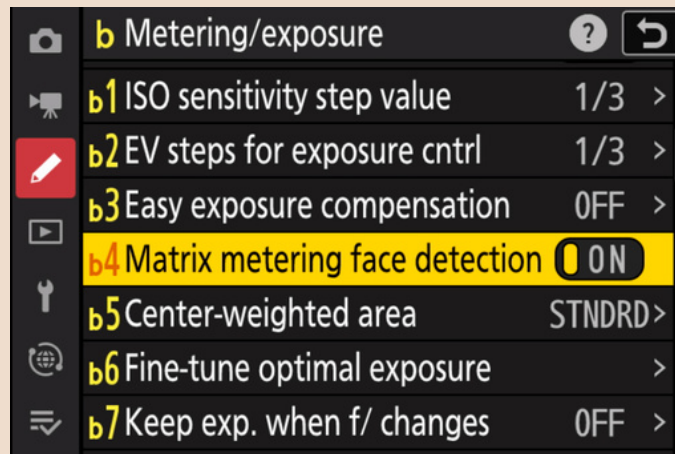 b Metering/exposure ?
b1 ISO sensitivity step value 1/3 >
b2 EV steps for exposure cntrl 1/3 >
b3 Easy exposure compensation OFF >
b4 Matrix metering face detection ON
b5 Center-weighted area STNDRD >
b6 Fine-tune optimal exposure >
b7 Keep exp. when f/ changes OFF >